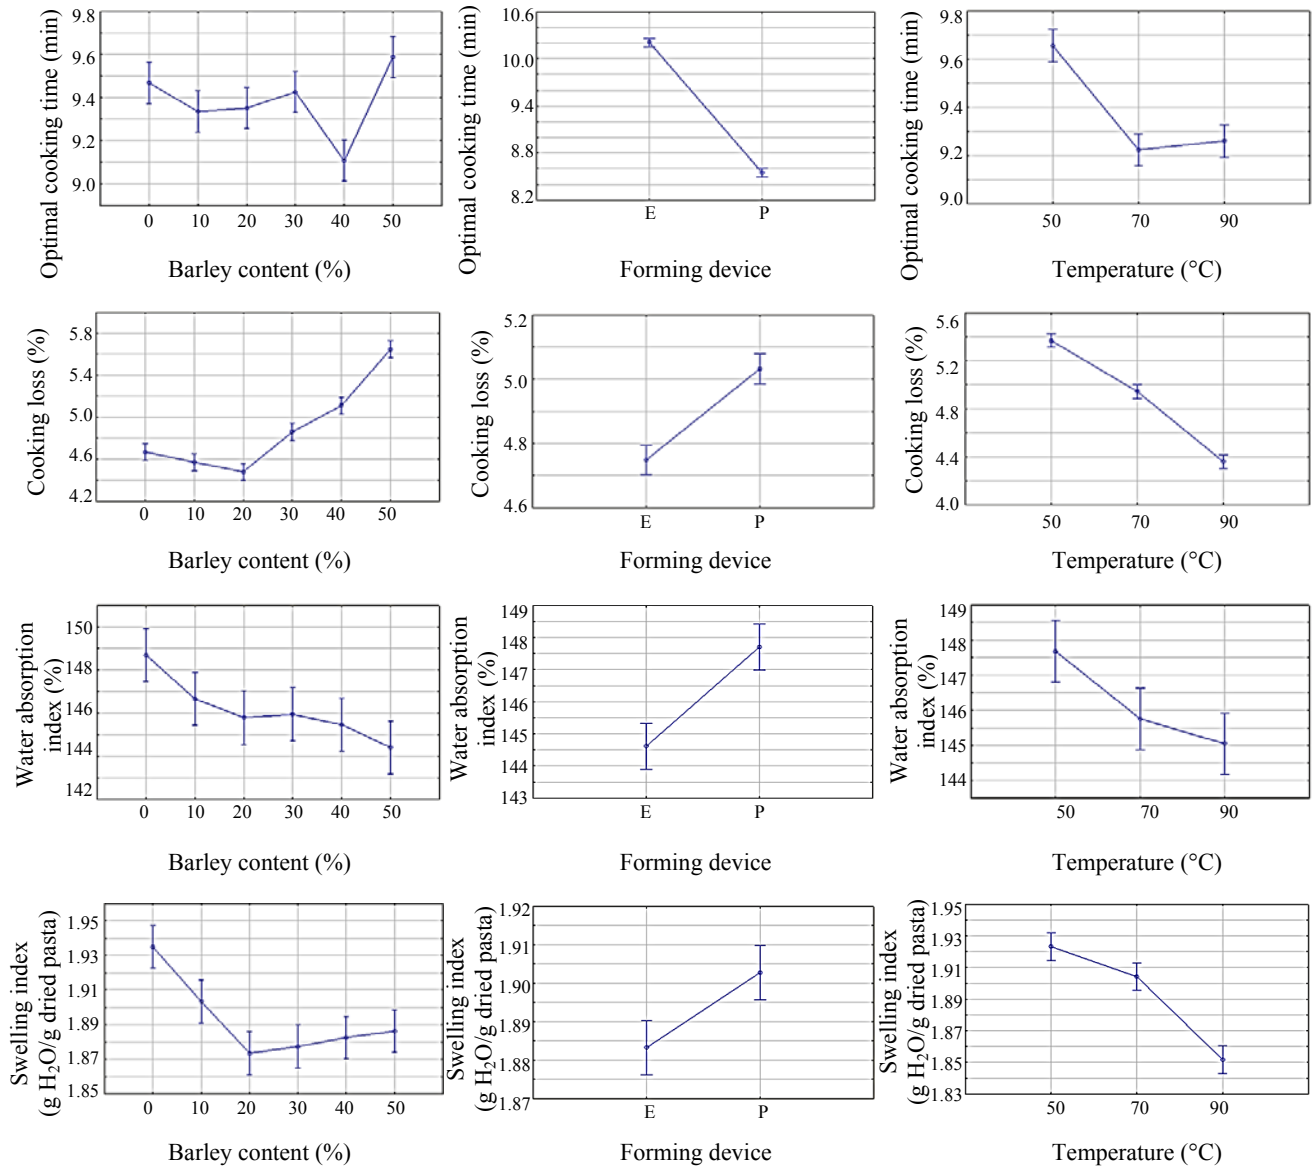 Optimal cooking time (min)
9.8
9.6
9.4
9.2
9.0
0 10 20 30 40 50
Barley content (%)
Optimal cooking time (min)
10.6
10.0
9.4
8.8
8.2
E P
Forming device
Optimal cooking time (min)
9.8
9.6
9.4
9.2
9.0
50 70 90
Temperature (°C)
Cooking loss (%)
5.8
5.4
5.0
4.6
4.2
0 10 20 30 40 50
Barley content (%)
Cooking loss (%)
5.2
5.0
4.8
4.6
E P
Forming device
Cooking loss (%)
5.6
5.2
4.8
4.4
4.0
50 70 90
Temperature (°C)
Water absorption
index (%)
150
148
146
144
142
0 10 20 30 40 50
Barley content (%)
Water absorption
index (%)
149
148
147
146
145
144
143
E P
Forming device
Water absorption
index (%)
149
148
147
146
145
144
50 70 90
Temperature (°C)
Swelling index
(g H₂O/g dried pasta)
1.95
1.93
1.91
1.89
1.87
1.85
0 10 20 30 40 50
Barley content (%)
Swelling index
(g H₂O/g dried pasta)
1.92
1.91
1.90
1.89
1.88
1.87
E P
Forming device
Swelling index
(g H₂O/g dried pasta)
1.95
1.93
1.91
1.89
1.87
1.85
1.83
50 70 90
Temperature (°C)